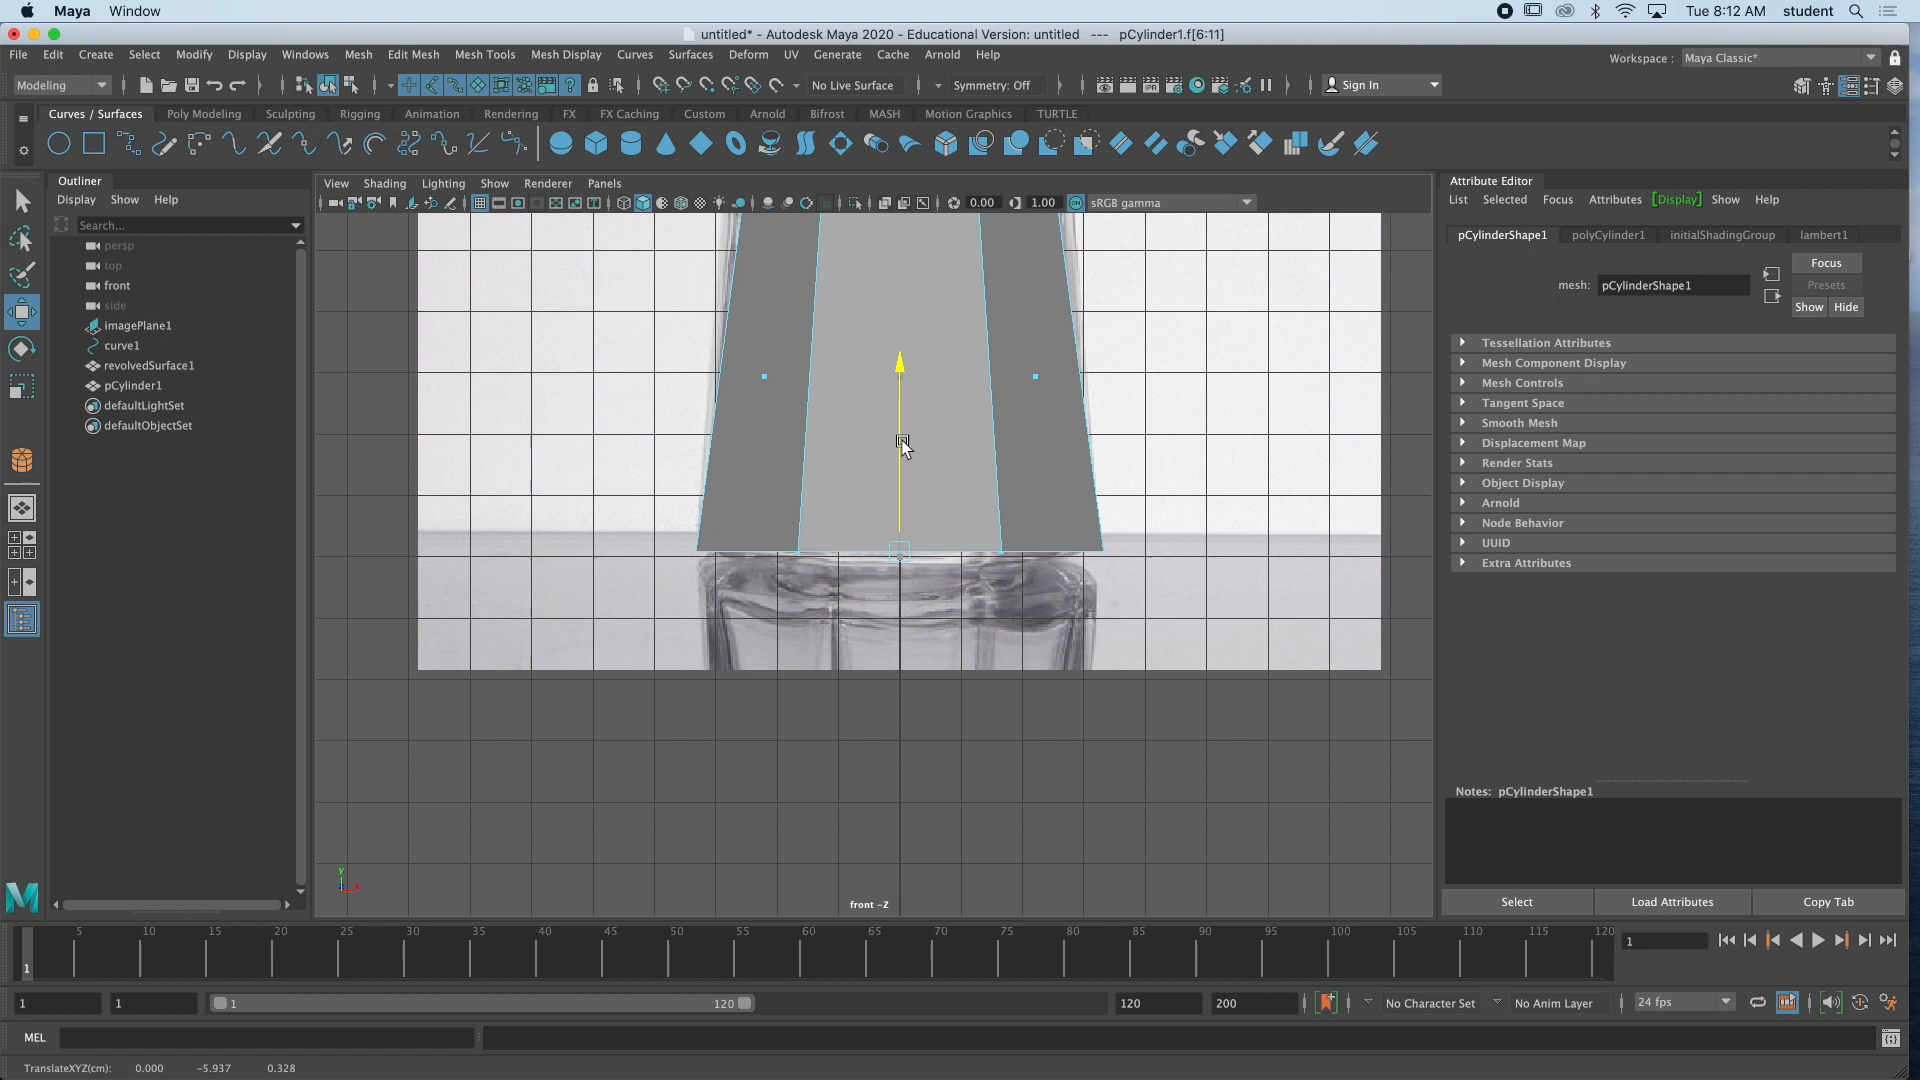 Maya Window
Tue 8:12 AM student
untitled* - Autodesk Maya 2020 - Educational Version: untitled --- pCylinder1.f[6:11]
File Edit Create Select Modify Display Windows Mesh Edit Mesh Mesh Tools Mesh Display Curves Surfaces Deform UV Generate Cache Arnold Help
Workspace : Maya Classic*
Modeling
No Live Surface
Symmetry: Off
IPR
Sign In
Curves / Surfaces Poly Modeling Sculpting Rigging Animation Rendering FX FX Caching Custom Arnold Bifrost MASH Motion Graphics TURTLE
Outliner
Display Show Help
Search...
persp
top
front
side
imagePlane1
curve1
revolvedSurface1
pCylinder1
defaultLightSet
defaultObjectSet
View Shading Lighting Show Renderer Panels
0.00
1.00
ON
sRGB gamma
y
x
front -Z
Attribute Editor
List Selected Focus Attributes [Display] Show Help
pCylinderShape1 polyCylinder1 initialShadingGroup lambert1
mesh: pCylinderShape1
Focus
Presets
Show Hide
Tessellation Attributes
Mesh Component Display
Mesh Controls
Tangent Space
Smooth Mesh
Displacement Map
Render Stats
Object Display
Arnold
Node Behavior
UUID
Extra Attributes
Notes: pCylinderShape1
Select Load Attributes Copy Tab
5 10 15 20 25 30 35 40 45 50 55 60 65 70 75 80 85 90 95 100 105 110 115 120
1
1
1 1 1 120 120 200
No Character Set
No Anim Layer
24 fps
MEL
TranslateXYZ(cm): 0.000 -5.937 0.328